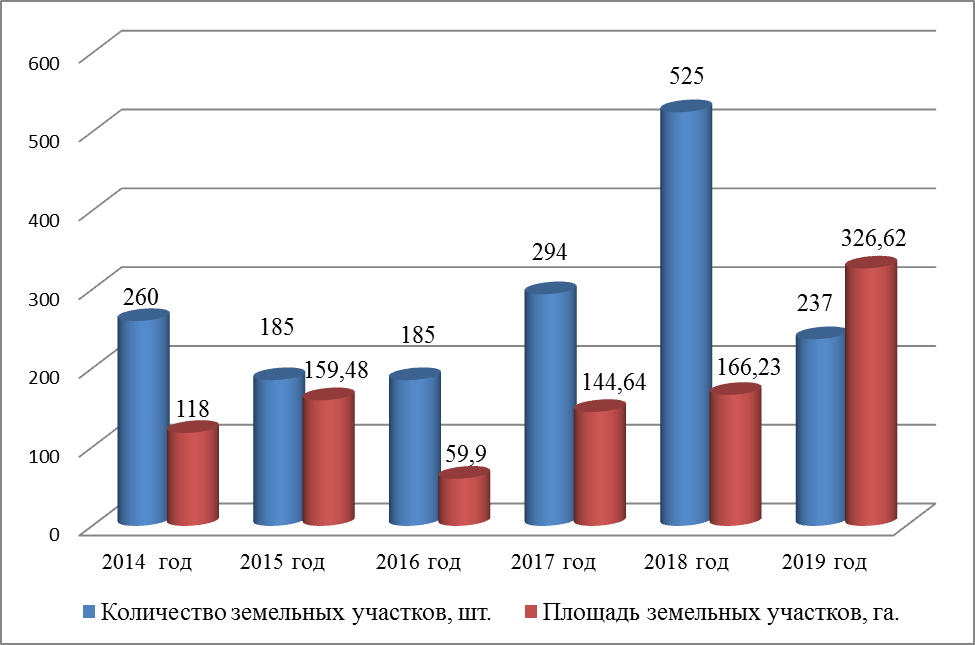 600
500
400
300
200
100
0
260
118
185
159,48
185
59,9
294
144,64
525
166,23
237
326,62
2014 год
2015 год
2016 год
2017 год
2018 год
2019 год
Количество земельных участков, шт.
Площадь земельных участков, га.